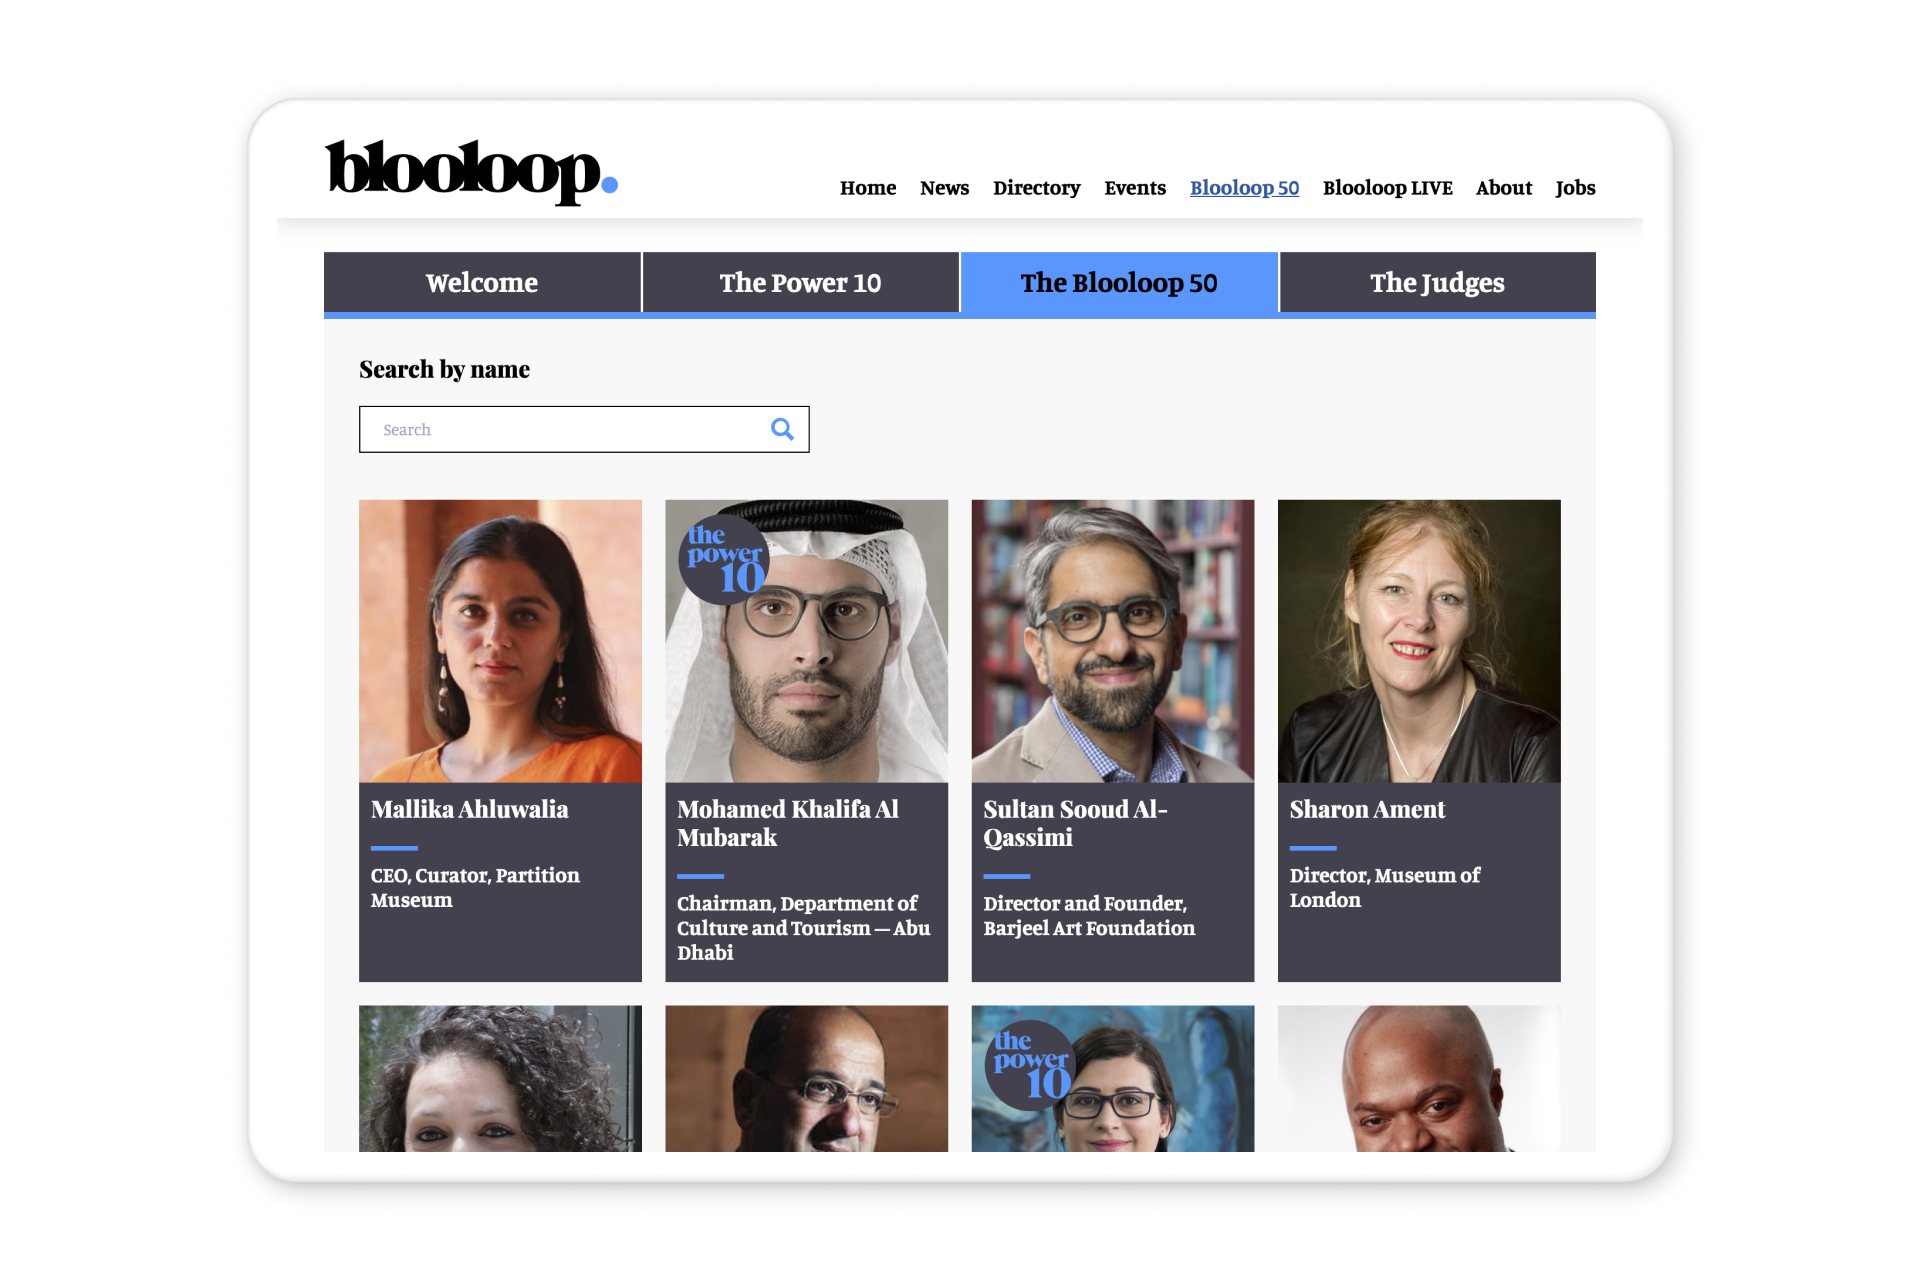 blooloop.
Home News Directory Events Blooloop 50 Blooloop LIVE About Jobs
Welcome The Power 10 The Blooloop 50 The Judges
Search by name
Search
the
power
10
Mallika Ahluwalia
CEO, Curator, Partition
Museum
Mohamed Khalifa Al
Mubarak
Chairman, Department of
Culture and Tourism — Abu
Dhabi
Sultan Sooud Al-
Qassimi
Director and Founder,
Barjeel Art Foundation
Sharon Ament
Director, Museum of
London
the
power
10